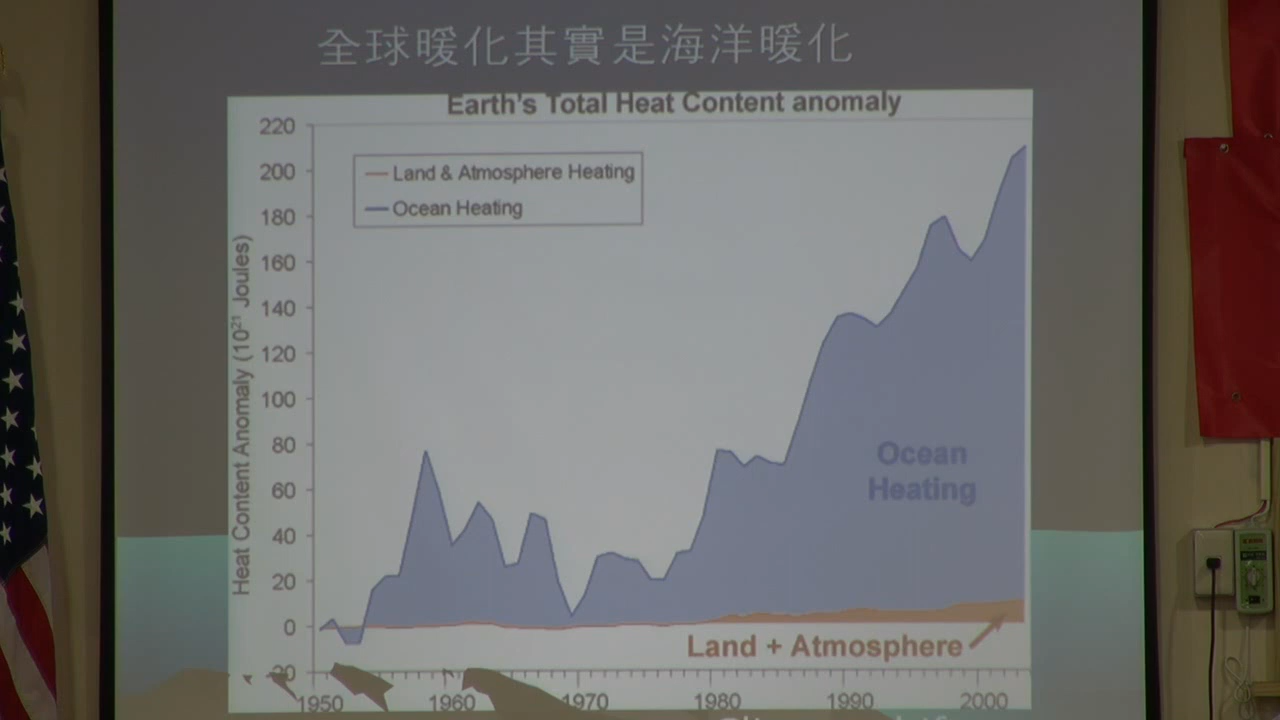 全球暖化其實是海洋暖化
Earth's Total Heat Content anomaly
Land & Atmosphere Heating
Ocean Heating
Heat Content Anomaly (10²¹ Joules)
220
200
180
160
140
120
100
80
60
40
20
0
Ocean
Heating
Land + Atmosphere
1950
1960
1970
1980
1990
2000